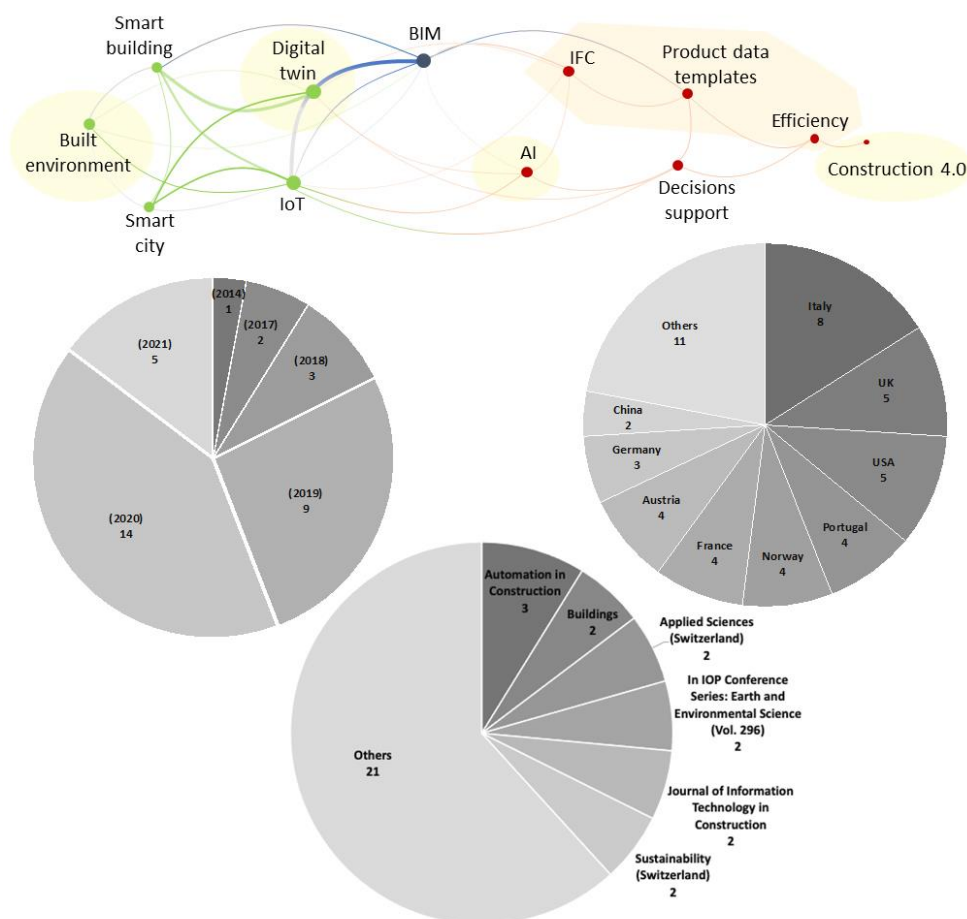 Smart
building
Digital
twin
BIM
IFC
Product data
templates
Built
environment
Smart
city
IoT
AI
Decisions
support
Efficiency
Construction 4.0
(2014)
1
(2017)
2
(2018)
3
(2019)
9
(2020)
14
(2021)
5
Italy
8
UK
5
USA
5
Portugal
4
Norway
4
France
4
Austria
4
Germany
3
China
2
Others
11
Automation in
Construction
3
Buildings
2
Applied Sciences
(Switzerland)
2
In IOP Conference
Series: Earth and
Environmental Science
(Vol. 296)
2
Journal of Information
Technology in
Construction
2
Sustainability
(Switzerland)
2
Others
21